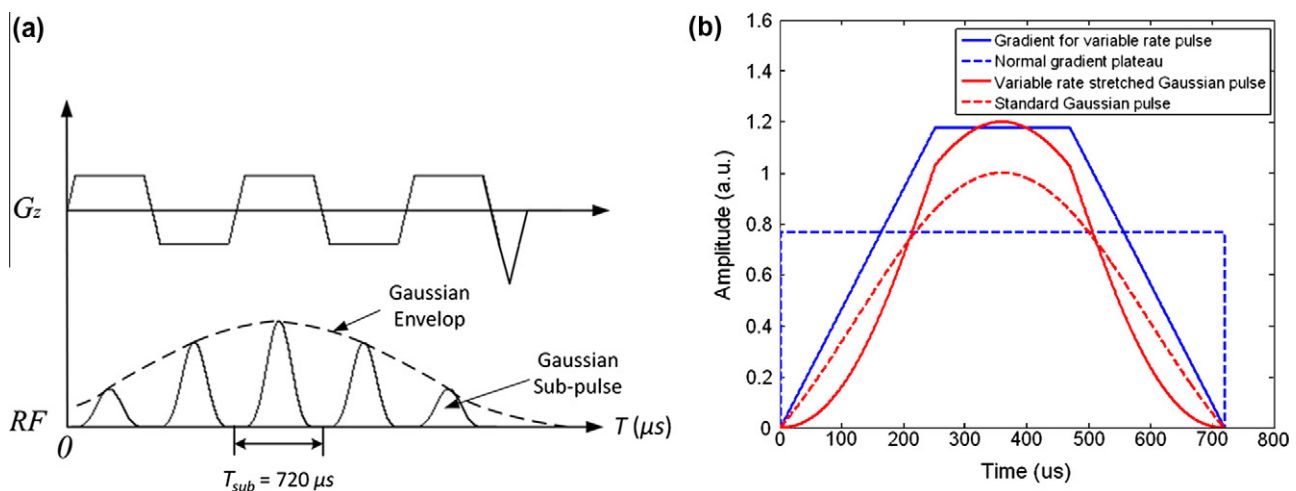 (a)
G_z
Gaussian
Envelop
Gaussian
Sub-pulse
RF
0
T (μs)
T_sub = 720 μs
(b)
Amplitude (a.u.)
1.6
1.4
1.2
1
0.8
0.6
0.4
0.2
0
Gradient for variable rate pulse
Normal gradient plateau
Variable rate stretched Gaussian pulse
Standard Gaussian pulse
0 100 200 300 400 500 600 700 800
Time (us)